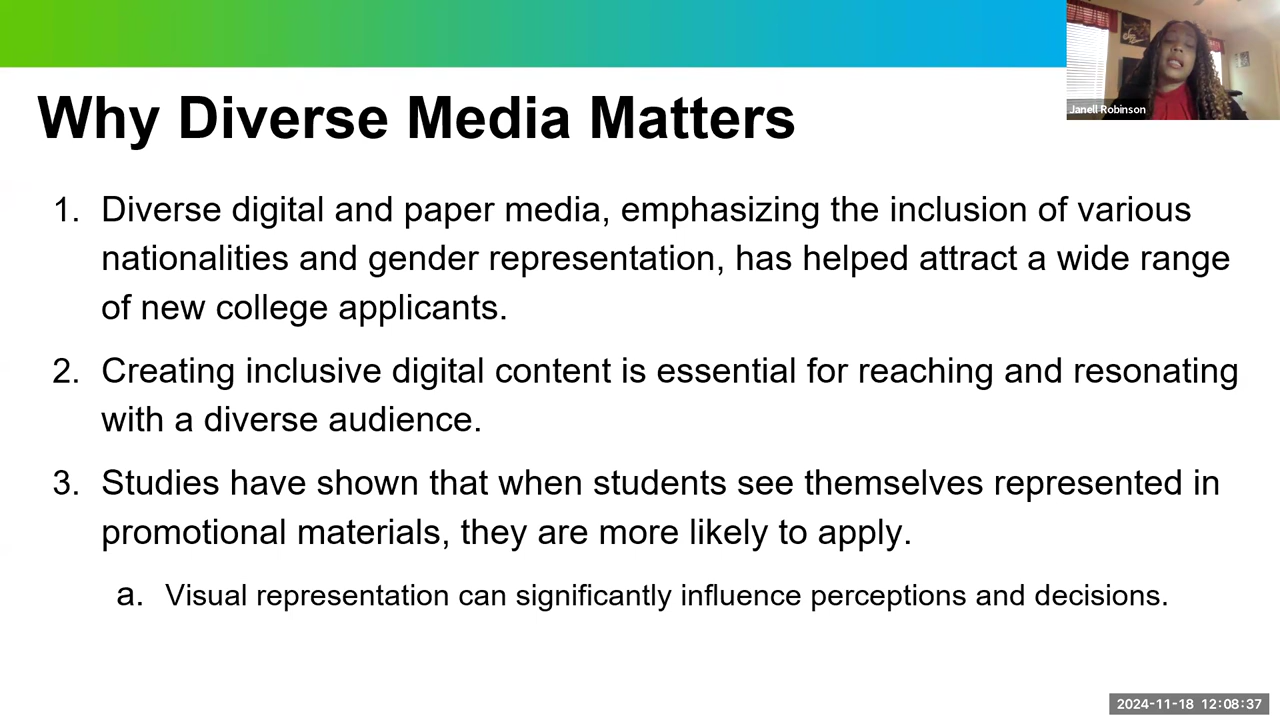 Janell Robinson
Why Diverse Media Matters
1. Diverse digital and paper media, emphasizing the inclusion of various
nationalities and gender representation, has helped attract a wide range
of new college applicants.
2. Creating inclusive digital content is essential for reaching and resonating
with a diverse audience.
3. Studies have shown that when students see themselves represented in
promotional materials, they are more likely to apply.
a. Visual representation can significantly influence perceptions and decisions.
2024-11-18 12:08:37